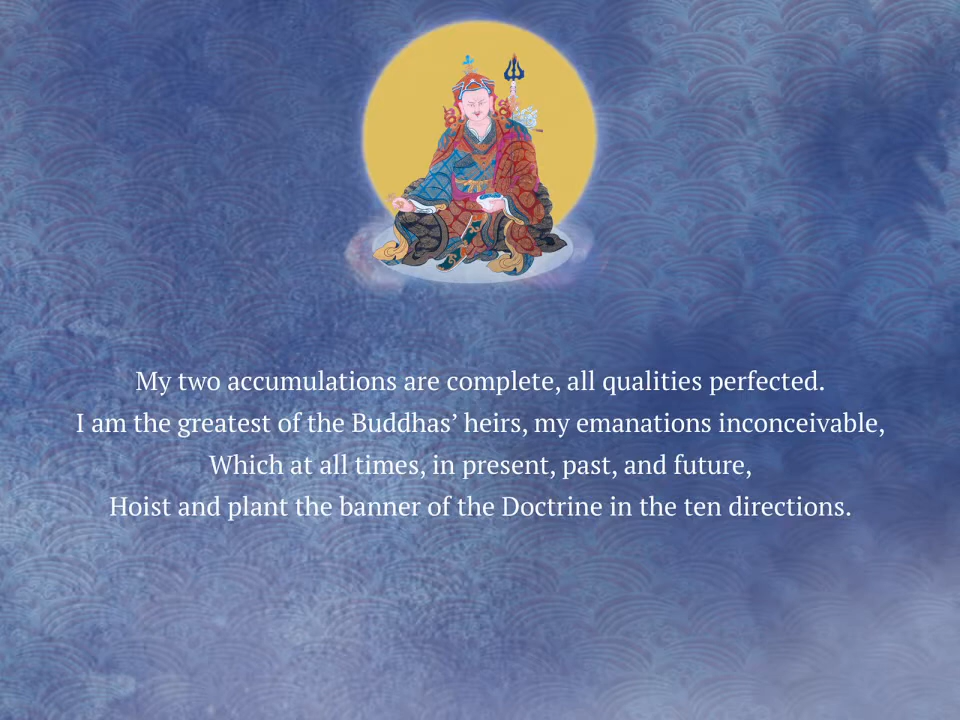 My two accumulations are complete, all qualities perfected.
I am the greatest of the Buddhas’ heirs, my emanations inconceivable,
Which at all times, in present, past, and future,
Hoist and plant the banner of the Doctrine in the ten directions.